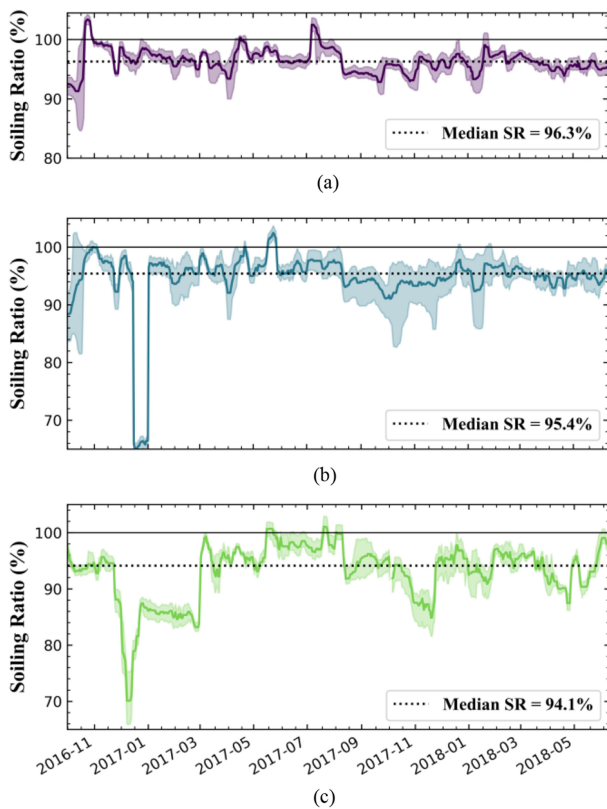 Soiling Ratio (%)
100
90
80
Median SR = 96.3%
(a)
Soiling Ratio (%)
100
90
80
70
Median SR = 95.4%
(b)
Soiling Ratio (%)
100
90
80
70
Median SR = 94.1%
2016-11
2017-01
2017-03
2017-05
2017-07
2017-09
2017-11
2018-01
2018-03
2018-05
(c)